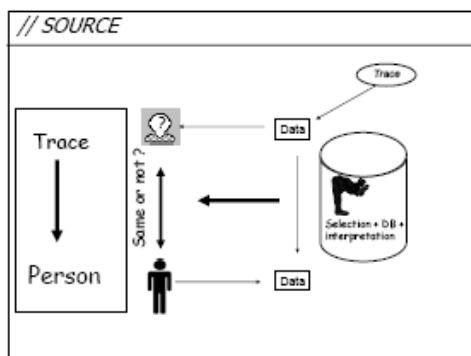 // SOURCE
Trace
Data
?
Trace
Same or not ?
Selection + DB +
interpretation
Person
Data